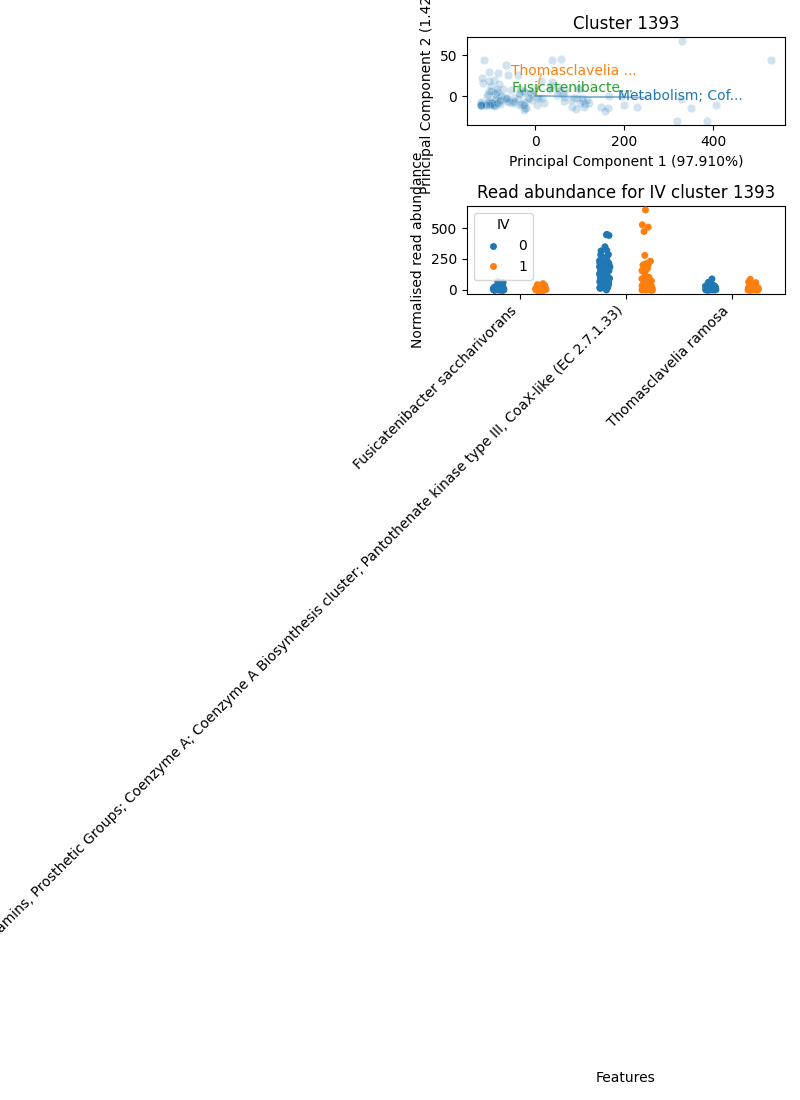 Cluster 1393
Principal Component 2 (1.42
50
0
Thomasclavelia ...
Fusicatenibacte...
Metabolism; Cof...
0
200
400
Principal Component 1 (97.910%)
Read abundance for IV cluster 1393
Normalised read abundance
500
250
0
IV
0
1
Fusicatenibacter saccharivorans
Prosthetic Groups; Coenzyme A; Coenzyme A Biosynthesis cluster; Pantothenate kinase type III, CoaX-like (EC 2.7.1.33)
Thomasclavelia ramosa
Features